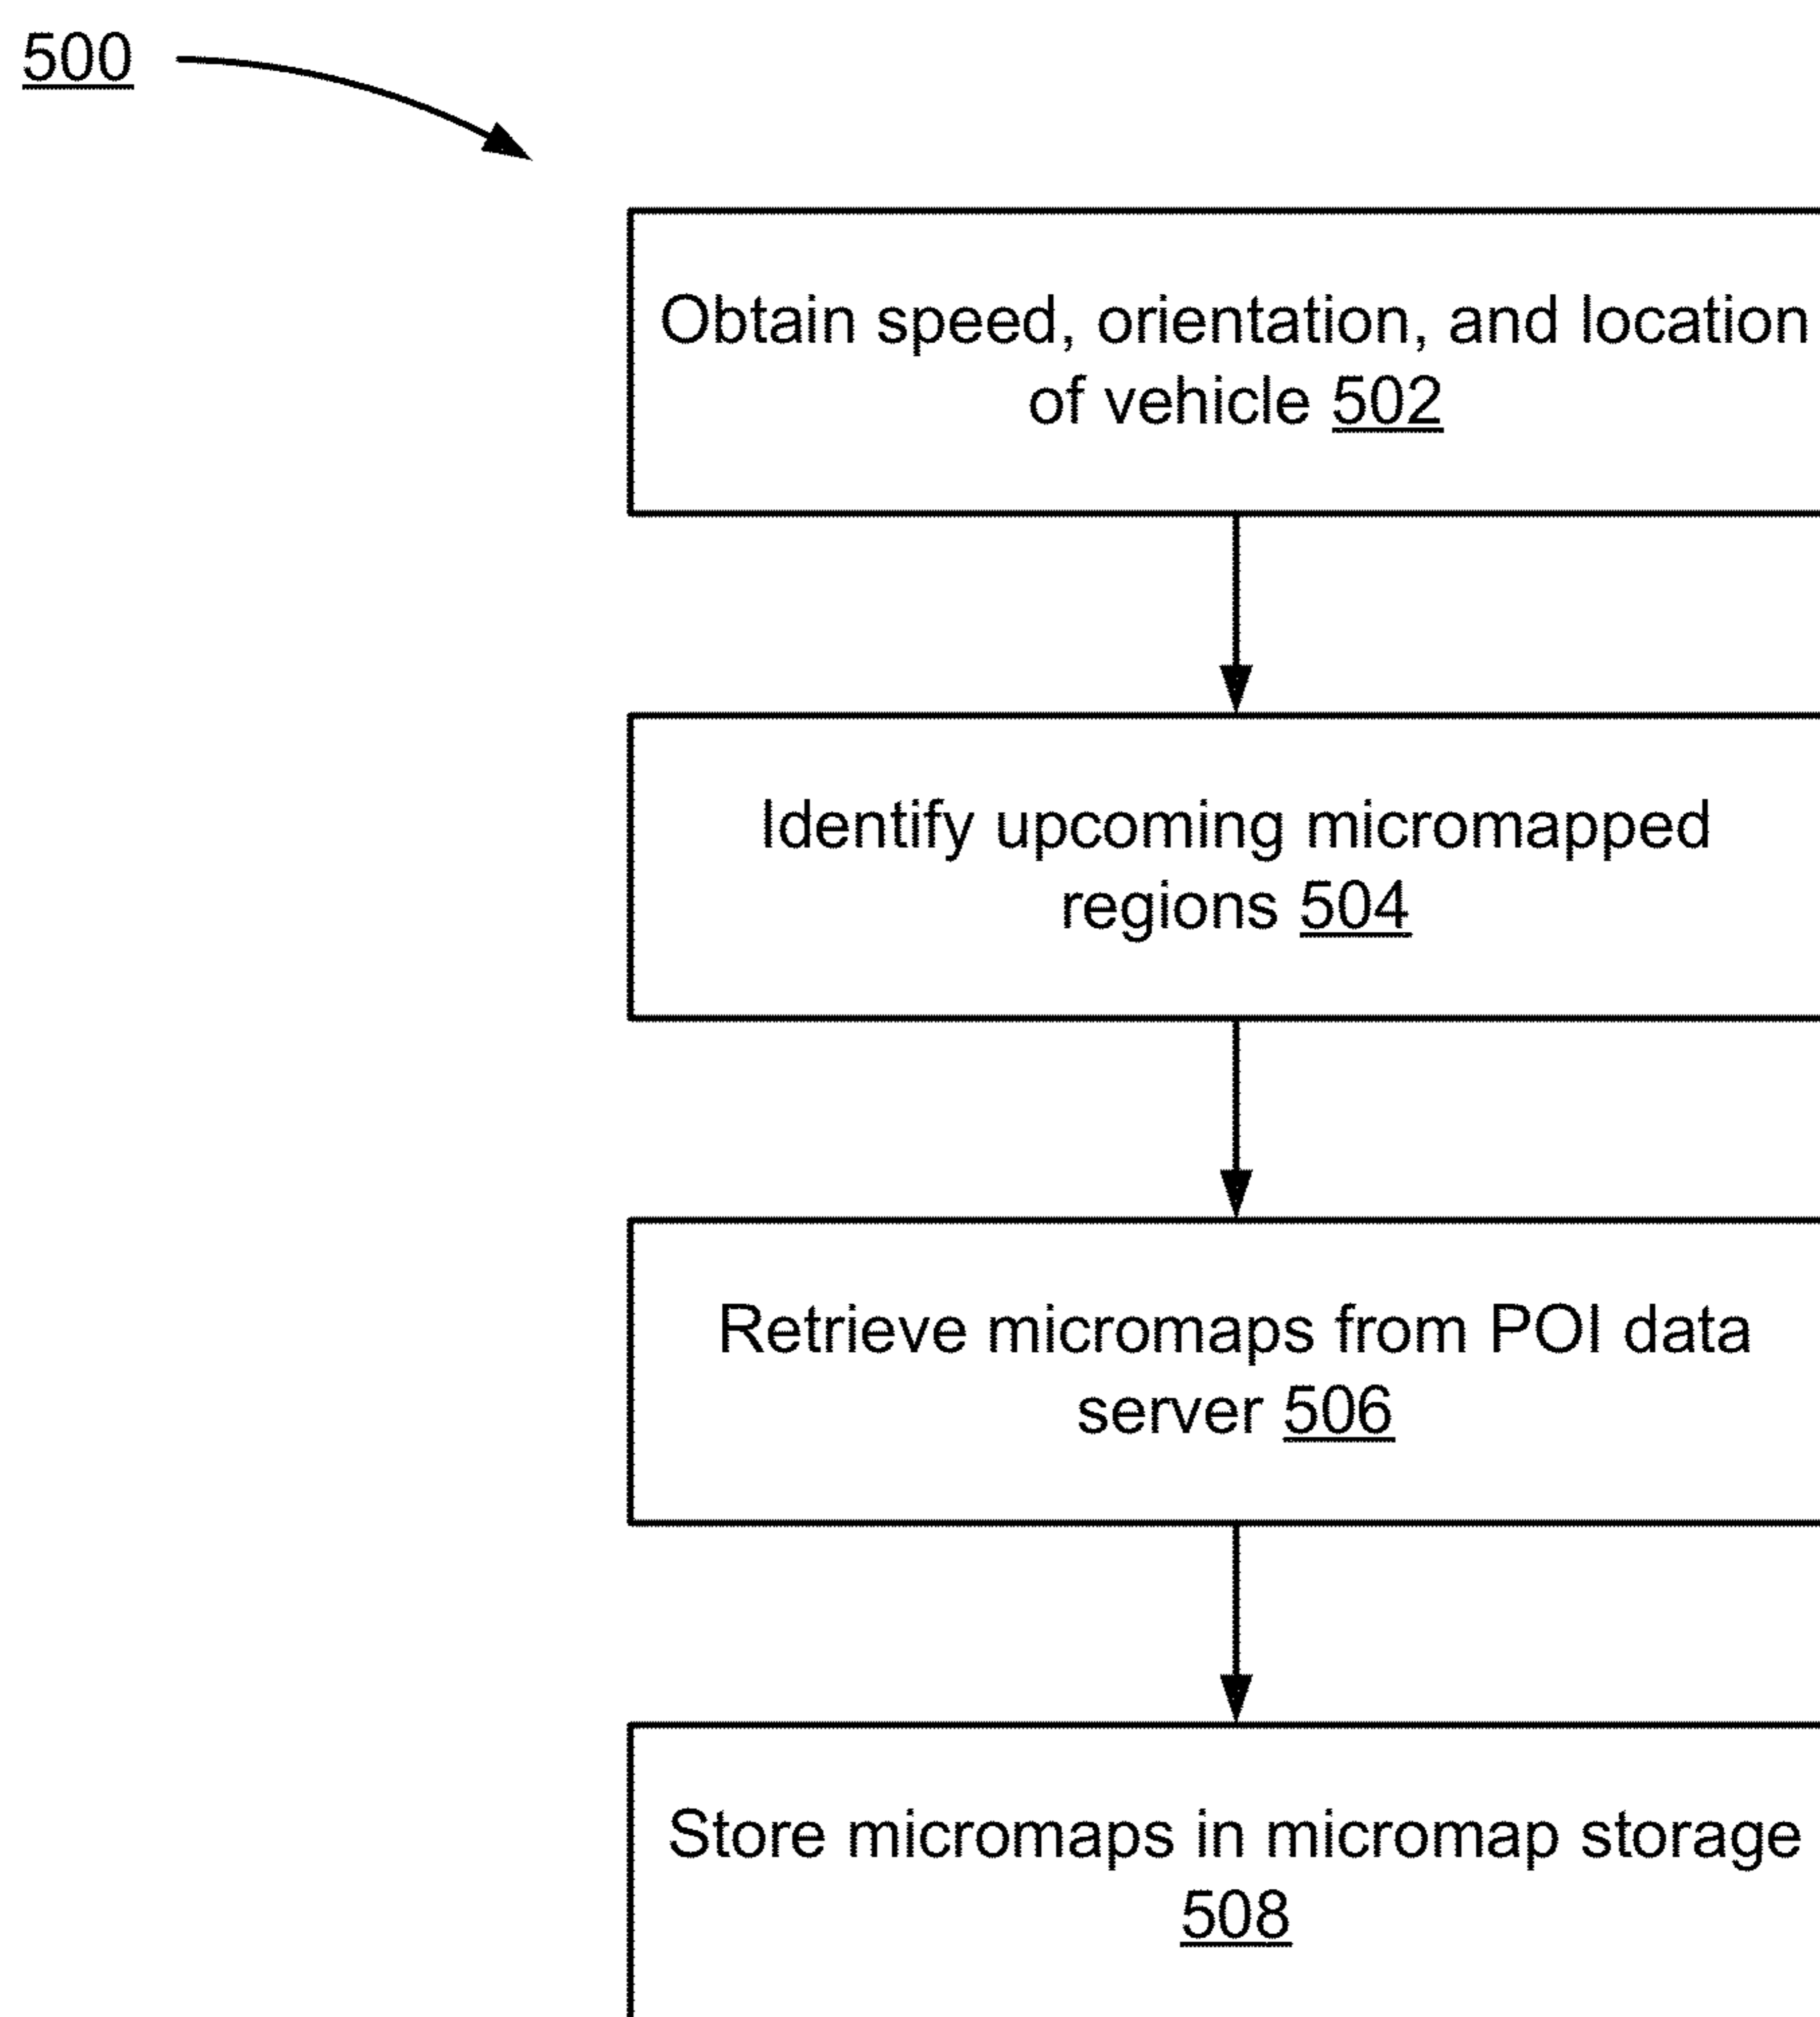 500
Obtain speed, orientation, and location
of vehicle 502
Identify upcoming micromapped
regions 504
Retrieve micromaps from POI data
server 506
Store micromaps in micromap storage
508